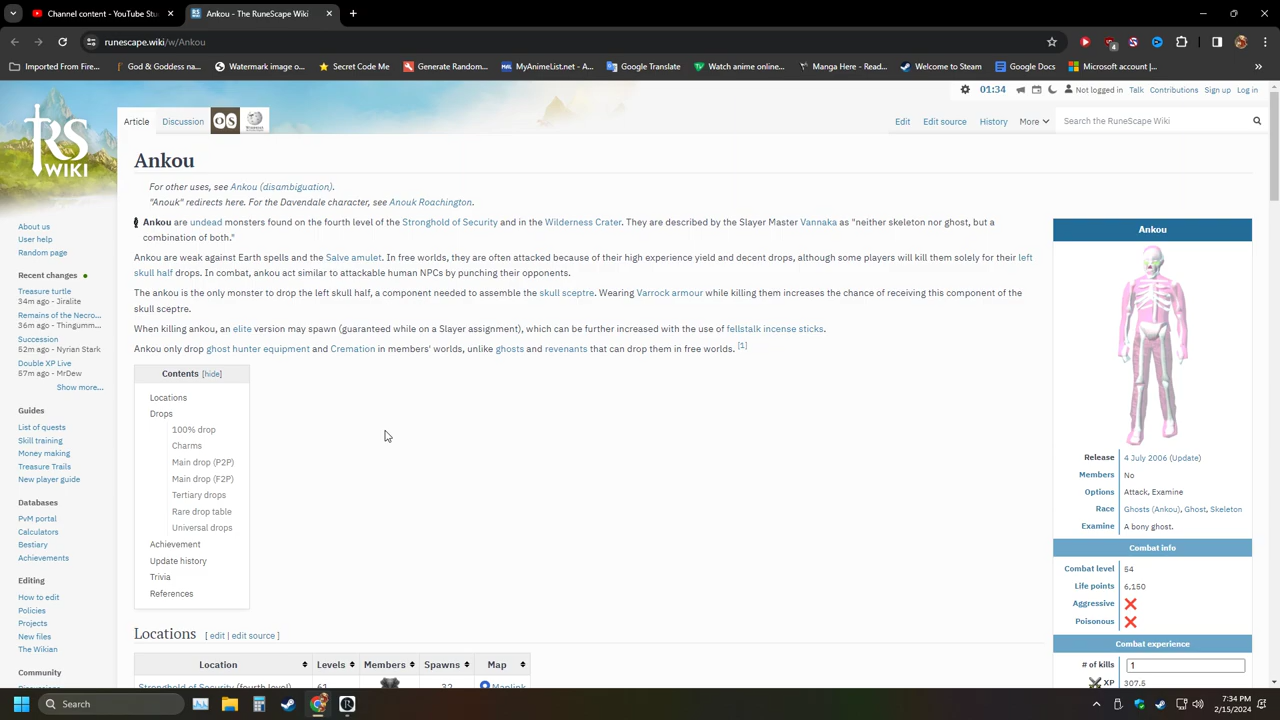 Channel content - YouTube Stu
Ankou - The RuneScape Wiki
runescape.wiki/w/Ankou
4
Imported From IE (...
God & Goddess na...
Watermark image o...
Secret Code Me
Generate Random...
MyAnimeList.net - A...
Google Translate
Watch anime online...
Manga Here - Read...
Welcome to Steam
Google Docs
Microsoft account |...
01:34
Not logged in
Talk
Contributions
Sign up
Log in
RS
WIKI
Article
Discussion
OS
WIKIPEDIA
Edit
Edit source
History
More
Search the RuneScape Wiki
Ankou
For other uses, see Ankou (disambiguation).
"Anouk" redirects here. For the Davendale character, see Anouk Roachington.
Ankou are undead monsters found on the fourth level of the Stronghold of Security and in the Wilderness Crater. They are described by the Slayer Master Vannaka as "neither skeleton nor ghost, but a
combination of both."
Ankou are weak against Earth spells and the Salve amulet. In free worlds, they are often attacked because of their high experience yield and decent drops, although some players will kill them solely for their left
skull half drops. In combat, ankou act similar to attackable human NPCs by punching their opponents.
The ankou is the only monster to drop the left skull half, a component needed to assemble the skull sceptre. Wearing Varrock armour while killing them increases the chance of receiving this component of the
skull sceptre.
When killing ankou, an elite version may spawn (guaranteed while on a Slayer assignment), which can be further increased with the use of fellstalk incense sticks.
Ankou only drop ghost hunter equipment and Cremation in members' worlds, unlike ghosts and revenants that can drop them in free worlds. [1]
Contents [hide]
Locations
Drops
100% drop
Charms
Main drop (P2P)
Main drop (F2P)
Tertiary drops
Rare drop table
Universal drops
Achievement
Update history
Trivia
References
Locations [ edit | edit source ]
Location
Levels
Members
Spawns
Map
Stronghold of Security (fourth level)
61
22
Maplink
About us
User help
Random page
Recent changes
Treasure turtle
34m ago - Jiralite
Remains of the Necro...
36m ago - Thingumm...
Succession
52m ago - Nyrian Stark
Double XP Live
57m ago - MrDew
Show more...
Guides
List of quests
Skill training
Money making
Treasure Trails
New player guide
Databases
PvM portal
Calculators
Bestiary
Achievements
Editing
How to edit
Policies
Projects
New files
The Wikian
Community
Ankou
Release
4 July 2006 (Update)
Members
No
Options
Attack, Examine
Race
Ghosts (Ankou), Ghost, Skeleton
Examine
A bony ghost.
Combat info
Combat level
54
Life points
6,150
Aggressive
Poisonous
Combat experience
# of kills
1
XP
307.5
Search
7:34 PM
2/15/2024